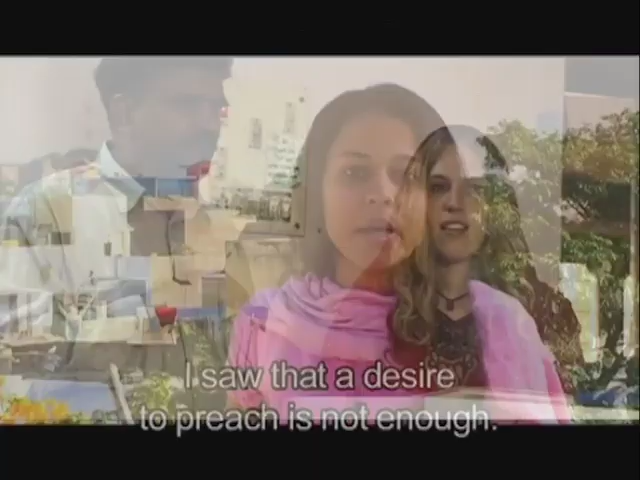 I saw that a desire
to preach is not enough.